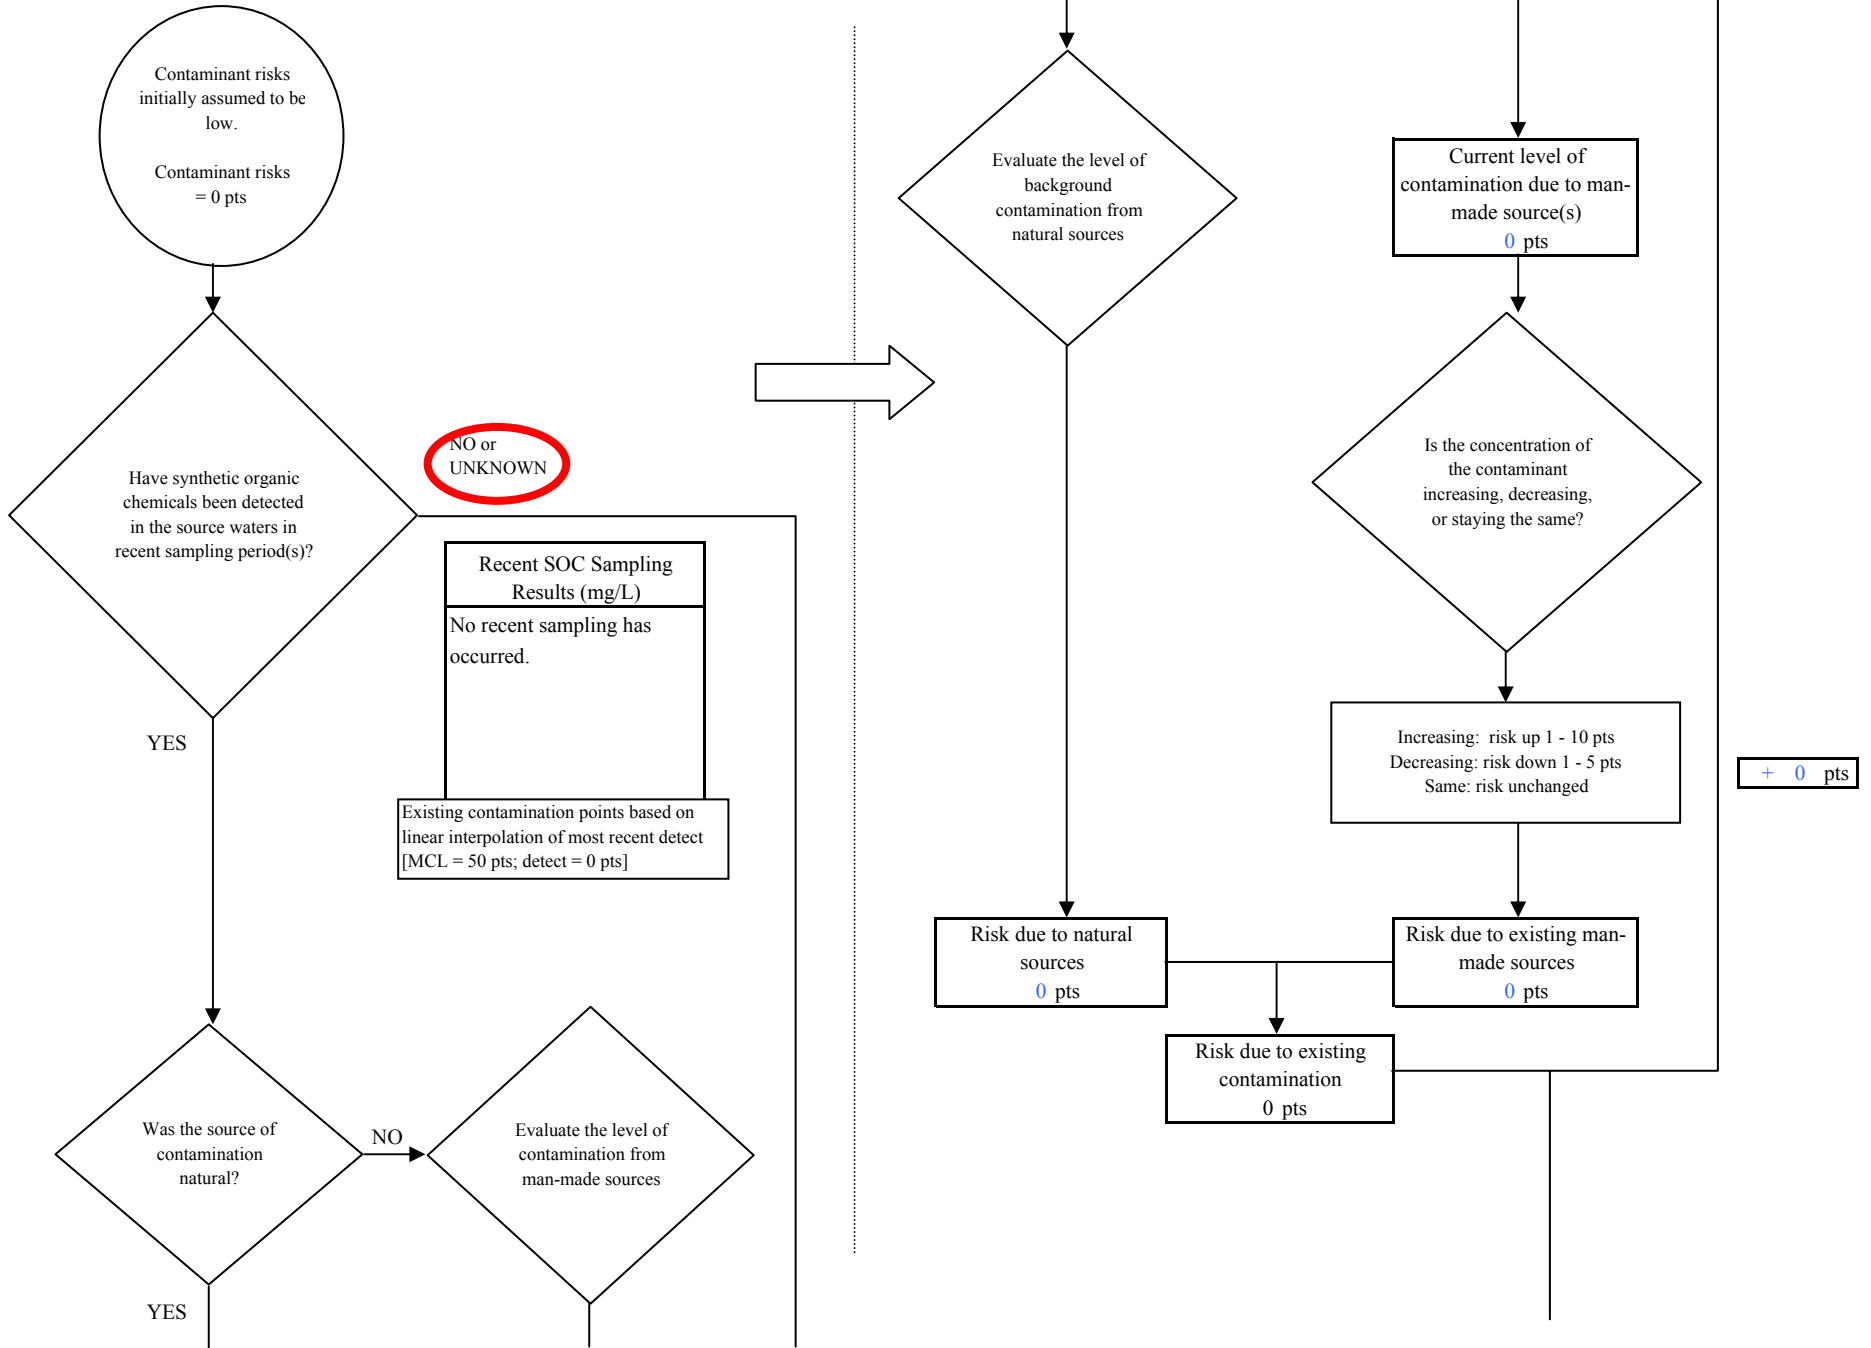 Contaminant risks
initially assumed to be
low.
Contaminant risks
= 0 pts
Have synthetic organic
chemicals been detected
in the source waters in
recent sampling period(s)?
NO or
UNKNOWN
Recent SOC Sampling
Results (mg/L)
No recent sampling has
occurred.
Existing contamination points based on
linear interpolation of most recent detect
[MCL = 50 pts; detect = 0 pts]
YES
Was the source of
contamination
natural?
NO
Evaluate the level of
contamination from
man-made sources
YES
Evaluate the level of
background
contamination from
natural sources
Current level of
contamination due to man-
made source(s)
0 pts
Is the concentration of
the contaminant
increasing, decreasing,
or staying the same?
Increasing: risk up 1 - 10 pts
Decreasing: risk down 1 - 5 pts
Same: risk unchanged
+ 0 pts
Risk due to natural
sources
0 pts
Risk due to existing man-
made sources
0 pts
Risk due to existing
contamination
0 pts